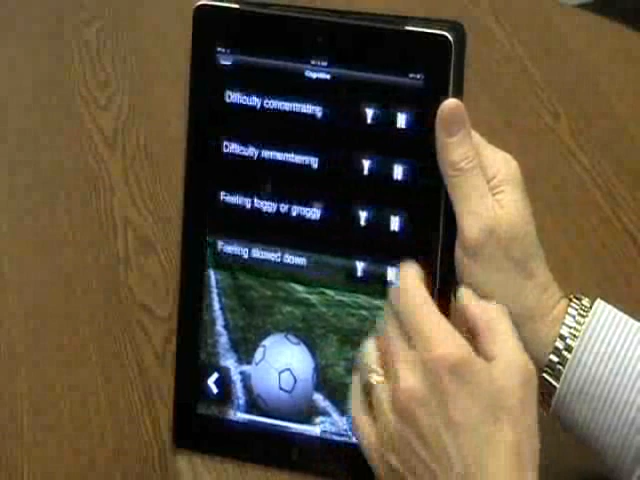 Cognitive
Difficulty concentrating Y N
Difficulty remembering Y N
Feeling foggy or groggy Y N
Feeling slowed down Y N